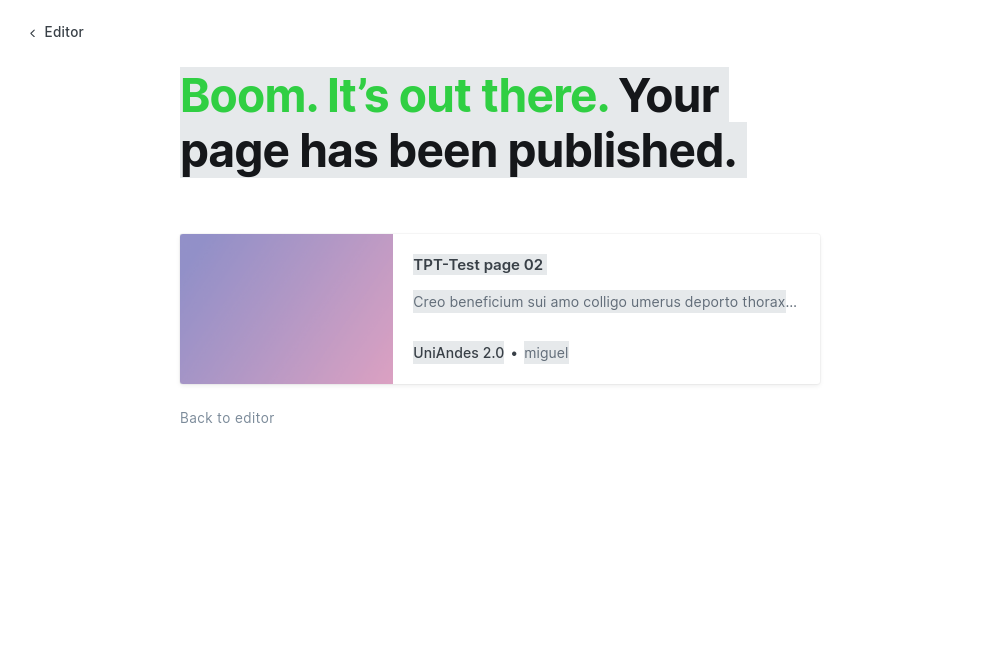 Editor
Boom. It’s out there. Your
page has been published.
TPT-Test page 02
Creo beneficium sui amo colligo umerus deporto thorax...
UniAndes 2.0 • miguel
Back to editor